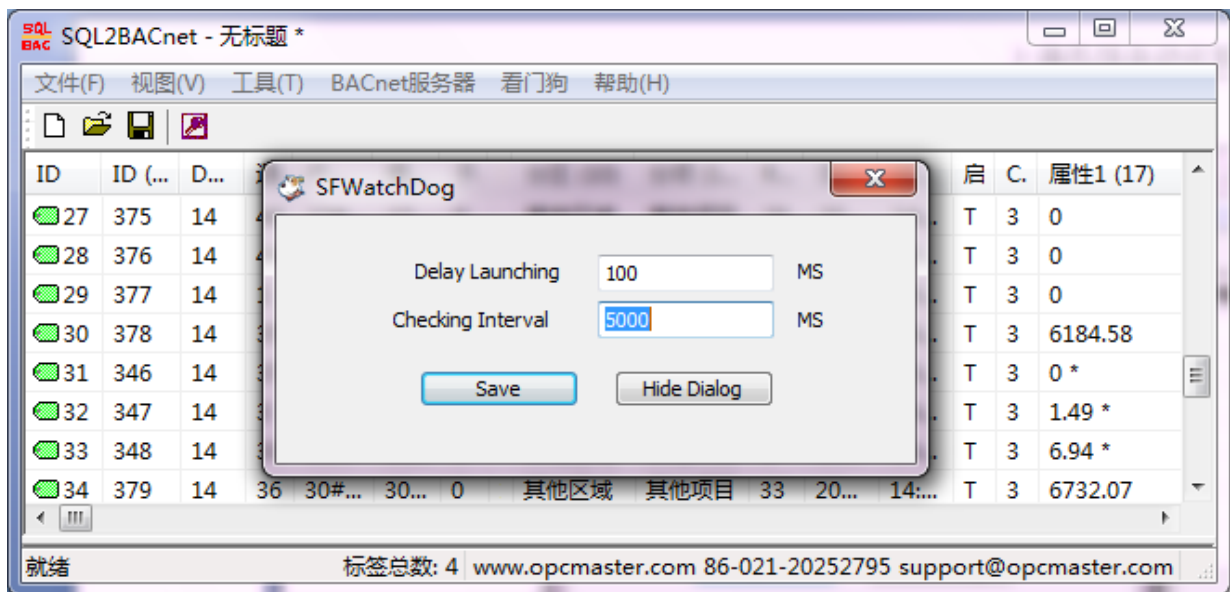 SQL BAC SQL2BACnet - 无标题 *
文件(F) 视图(V) 工具(T) BACnet服务器 看门狗 帮助(H)
ID ID (... D... 启 C. 属性1 (17)
SFWatchDog
27 375 14 T 3 0
28 376 14 T 3 0
Delay Launching 100 MS
29 377 14 T 3 0
Checking Interval 5000 MS
30 378 14 T 3 6184.58
31 346 14 T 3 0 *
Save Hide Dialog
32 347 14 T 3 1.49 *
33 348 14 T 3 6.94 *
34 379 14 36 30#... 30... 0 其他区域 其他项目 33 20... 14:... T 3 6732.07
就绪 标签总数: 4 www.opcmaster.com 86-021-20252795 support@opcmaster.com